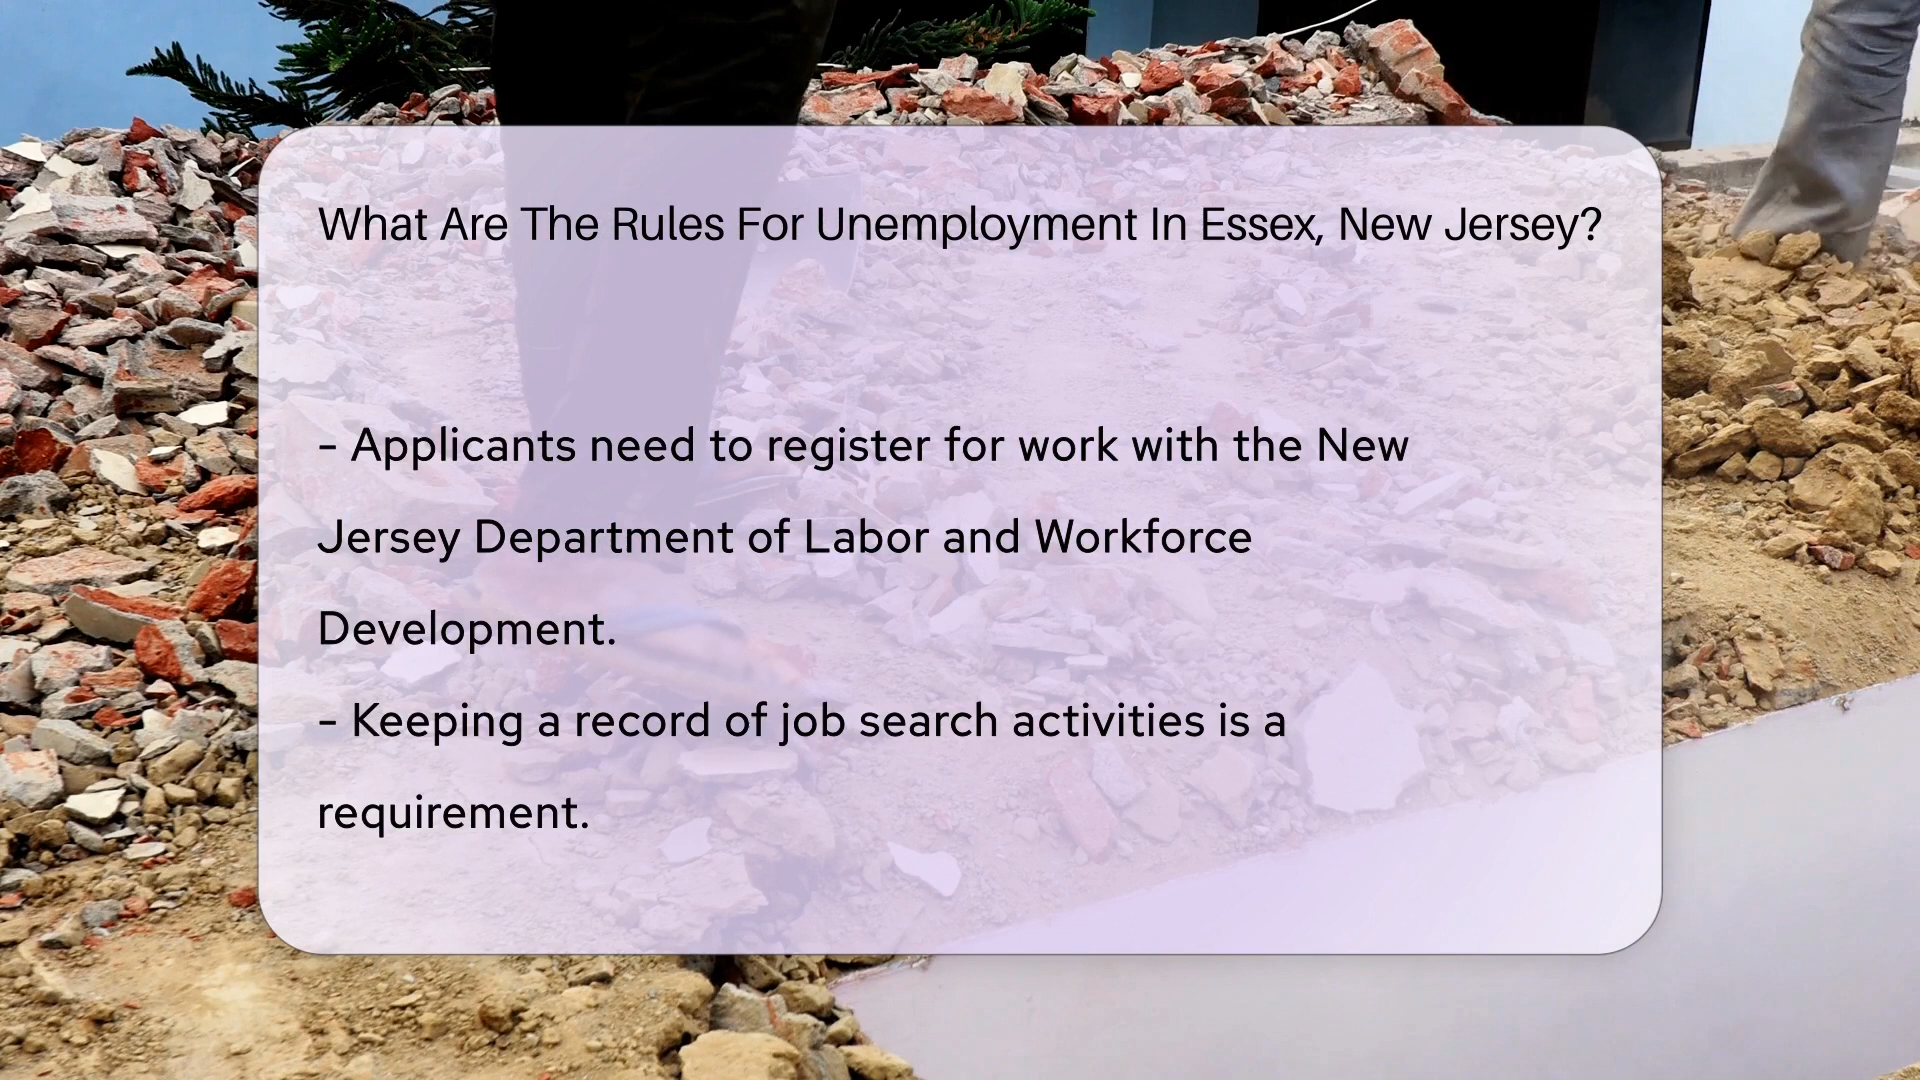 What Are The Rules For Unemployment In Essex, New Jersey?
- Applicants need to register for work with the New
Jersey Department of Labor and Workforce
Development.
- Keeping a record of job search activities is a
requirement.